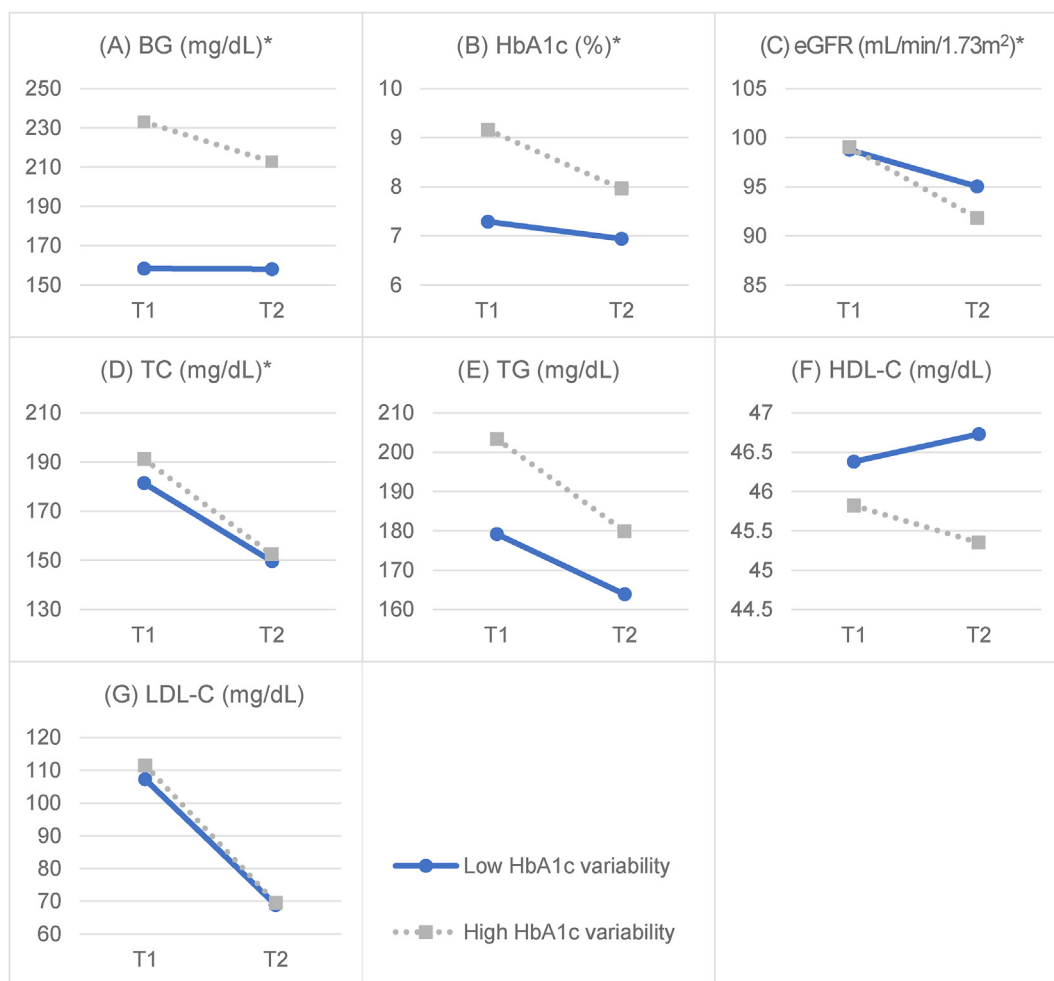 (A) BG (mg/dL)*
250
230
210
190
170
150
T1 T2
(B) HbA1c (%)*
10
9
8
7
6
T1 T2
(C) eGFR (mL/min/1.73m²)*
105
100
95
90
85
T1 T2
(D) TC (mg/dL)*
210
190
170
150
130
T1 T2
(E) TG (mg/dL)
210
200
190
180
170
160
T1 T2
(F) HDL-C (mg/dL)
47
46.5
46
45.5
45
44.5
T1 T2
(G) LDL-C (mg/dL)
120
110
100
90
80
70
60
T1 T2
Low HbA1c variability
High HbA1c variability